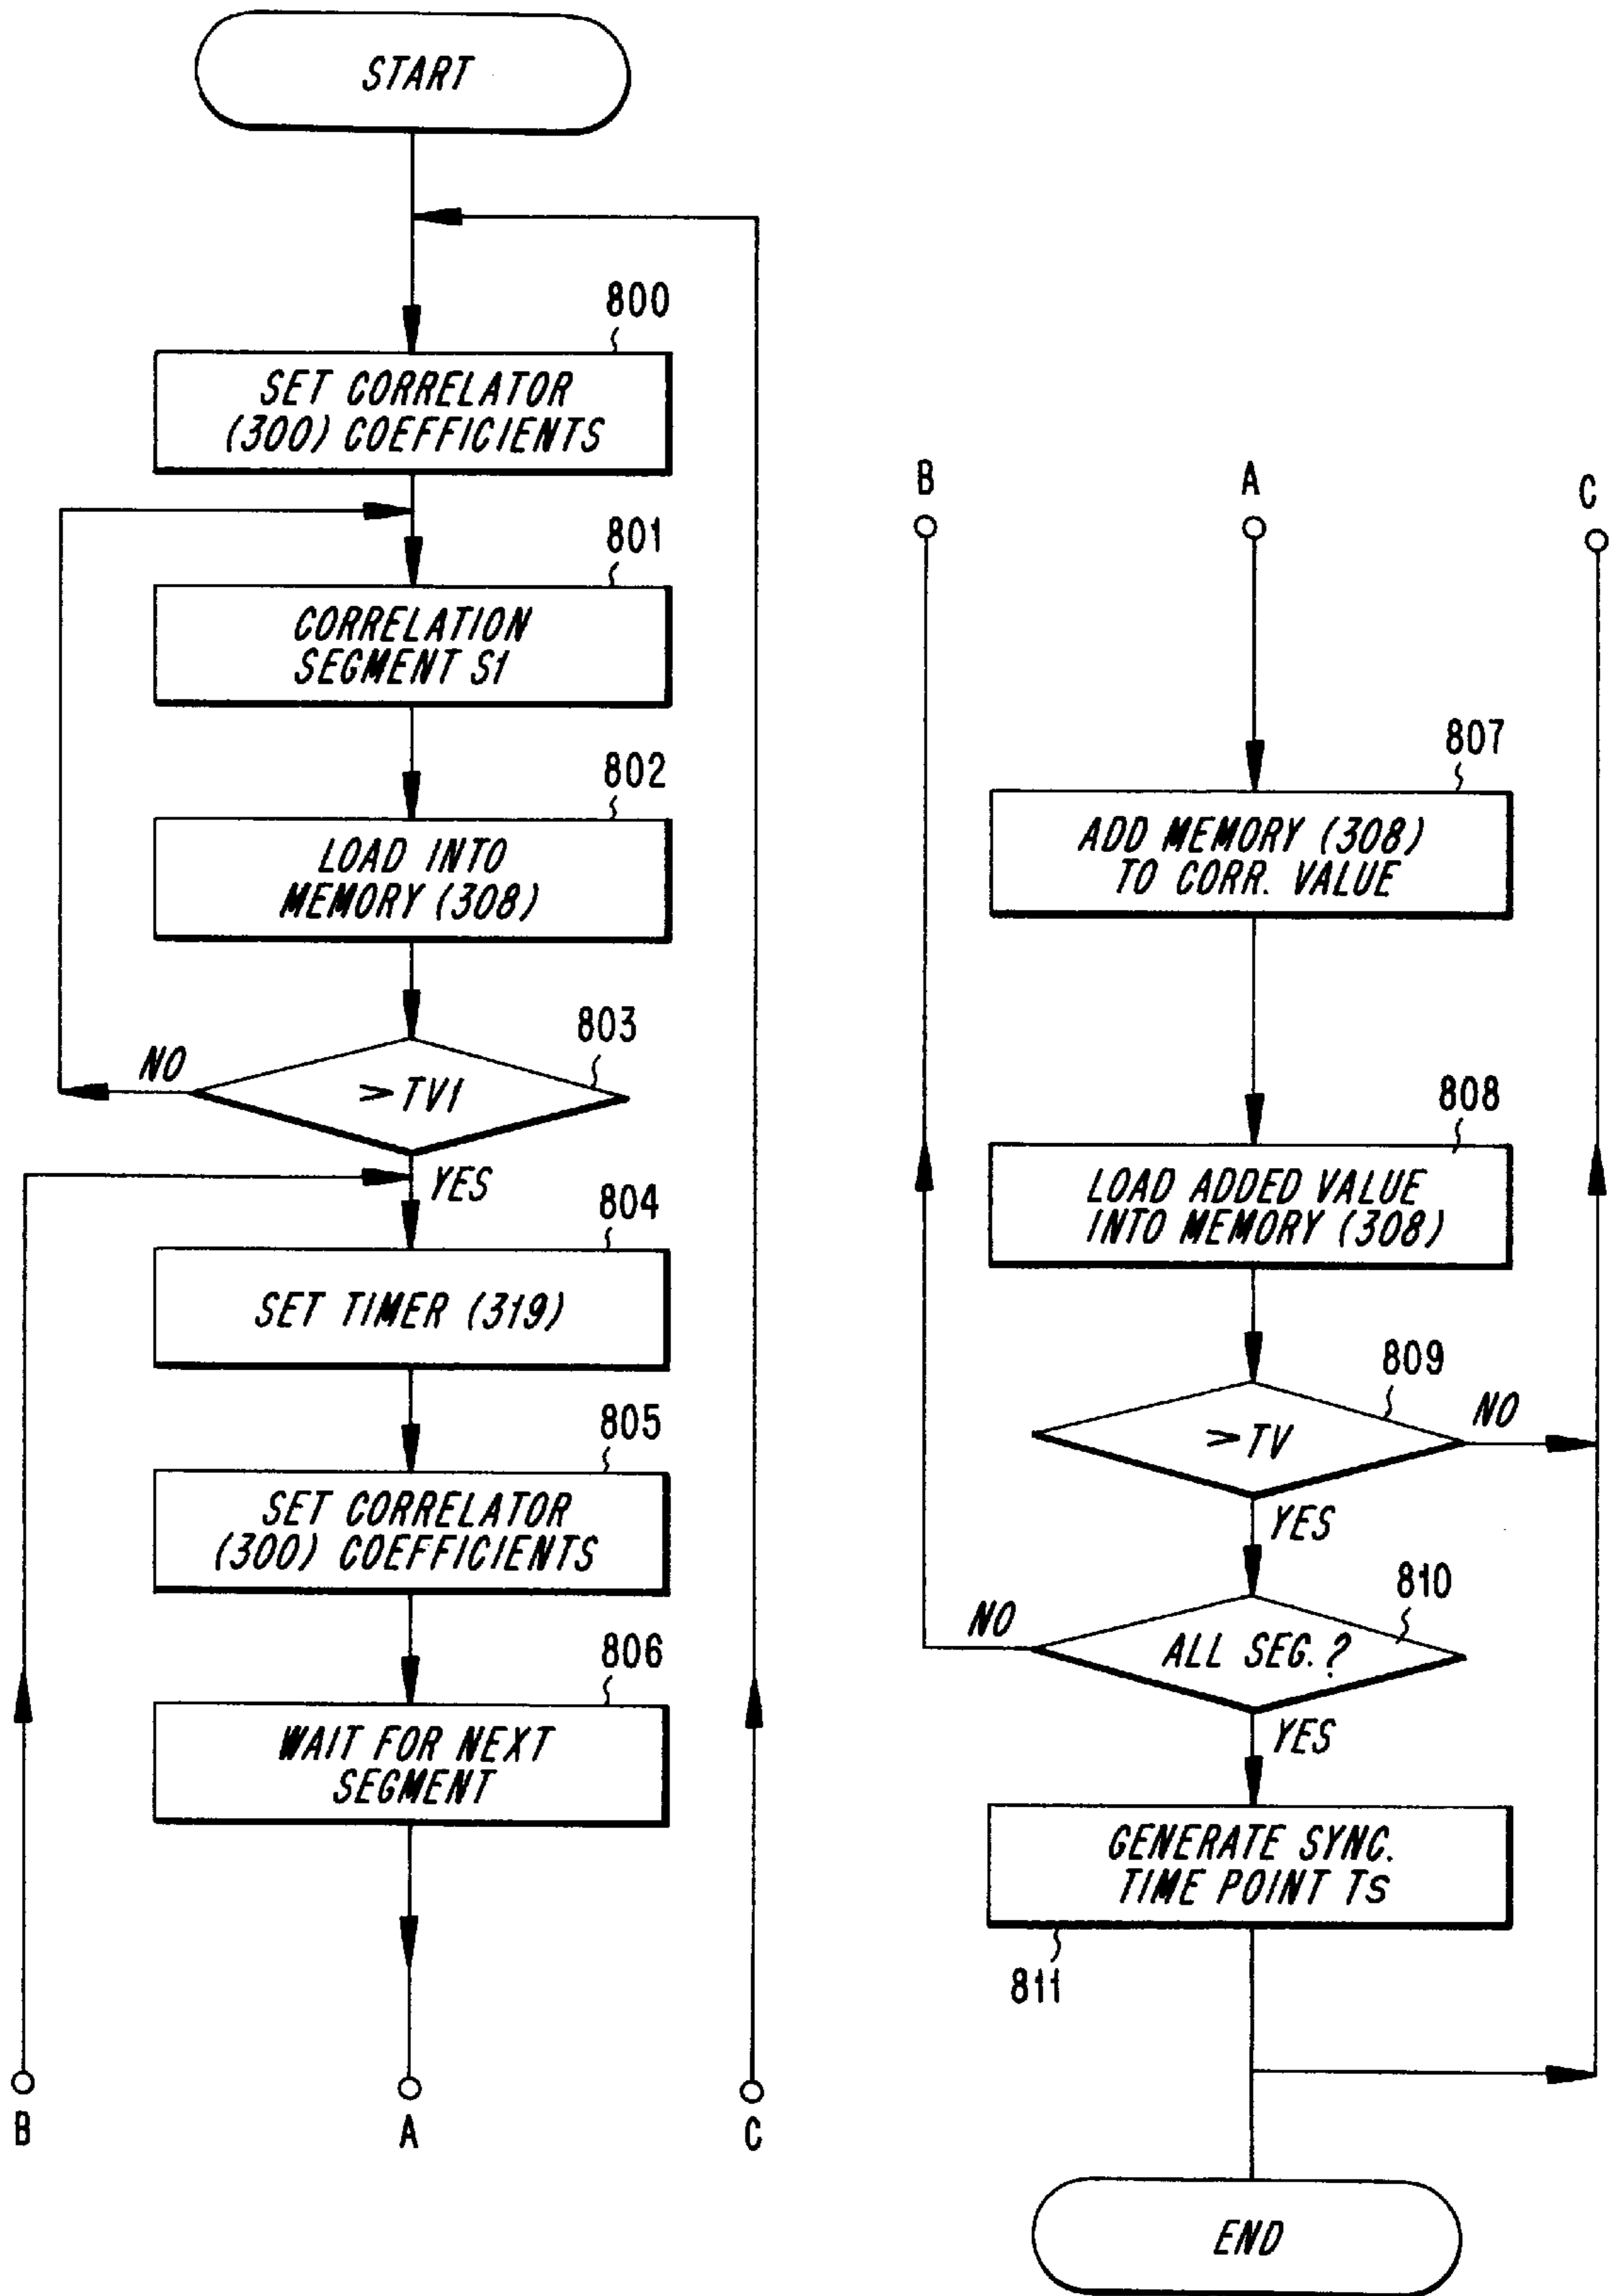 START
800
SET CORRELATOR
(300) COEFFICIENTS
801
CORRELATION
SEGMENT S1
802
LOAD INTO
MEMORY (308)
803
NO
> TV1
YES
804
SET TIMER (319)
805
SET CORRELATOR
(300) COEFFICIENTS
806
WAIT FOR NEXT
SEGMENT
B
A
C
B
A
C
807
ADD MEMORY (308)
TO CORR. VALUE
808
LOAD ADDED VALUE
INTO MEMORY (308)
809
NO
> TV
YES
810
NO
ALL SEG.?
YES
GENERATE SYNC.
TIME POINT Ts
811
END